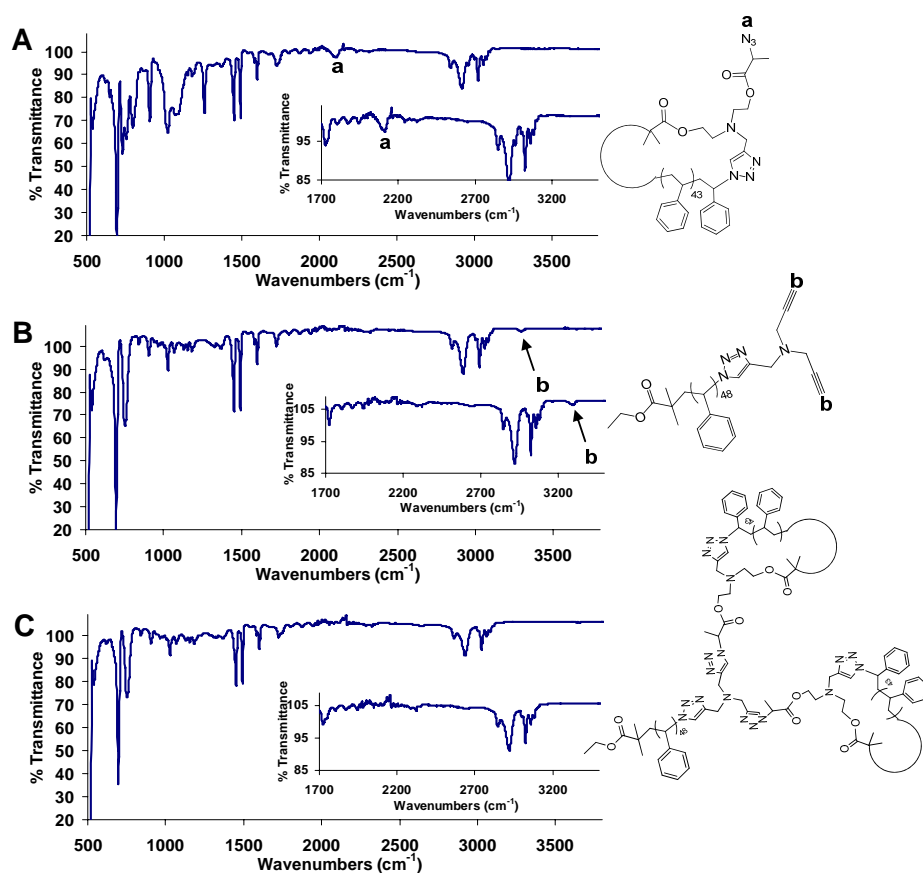 A
% Transmittance
100
90
80
70
60
50
40
30
20
500 1000 1500 2000 2500 3000 3500
Wavenumbers (cm-1)
a
% Transmittance
95
85
1700 2200 2700 3200
Wavenumbers (cm-1)
a
a
N3
O
O
O
O
N
N
N
N
43
B
% Transmittance
100
90
80
70
60
50
40
30
20
500 1000 1500 2000 2500 3000 3500
Wavenumbers (cm-1)
b
% Transmittance
105
95
85
1700 2200 2700 3200
Wavenumbers (cm-1)
b
b
b
N
N
N
N
O
O
48
C
% Transmittance
100
90
80
70
60
50
40
30
20
500 1000 1500 2000 2500 3000 3500
Wavenumbers (cm-1)
% Transmittance
105
95
85
1700 2200 2700 3200
Wavenumbers (cm-1)
N
N
N
N
O
O
O
O
N
N
N
N
N
N
N
O
O
N
N
N
N
O
O
O
O
N
N
N
N
N
N
N
O
O